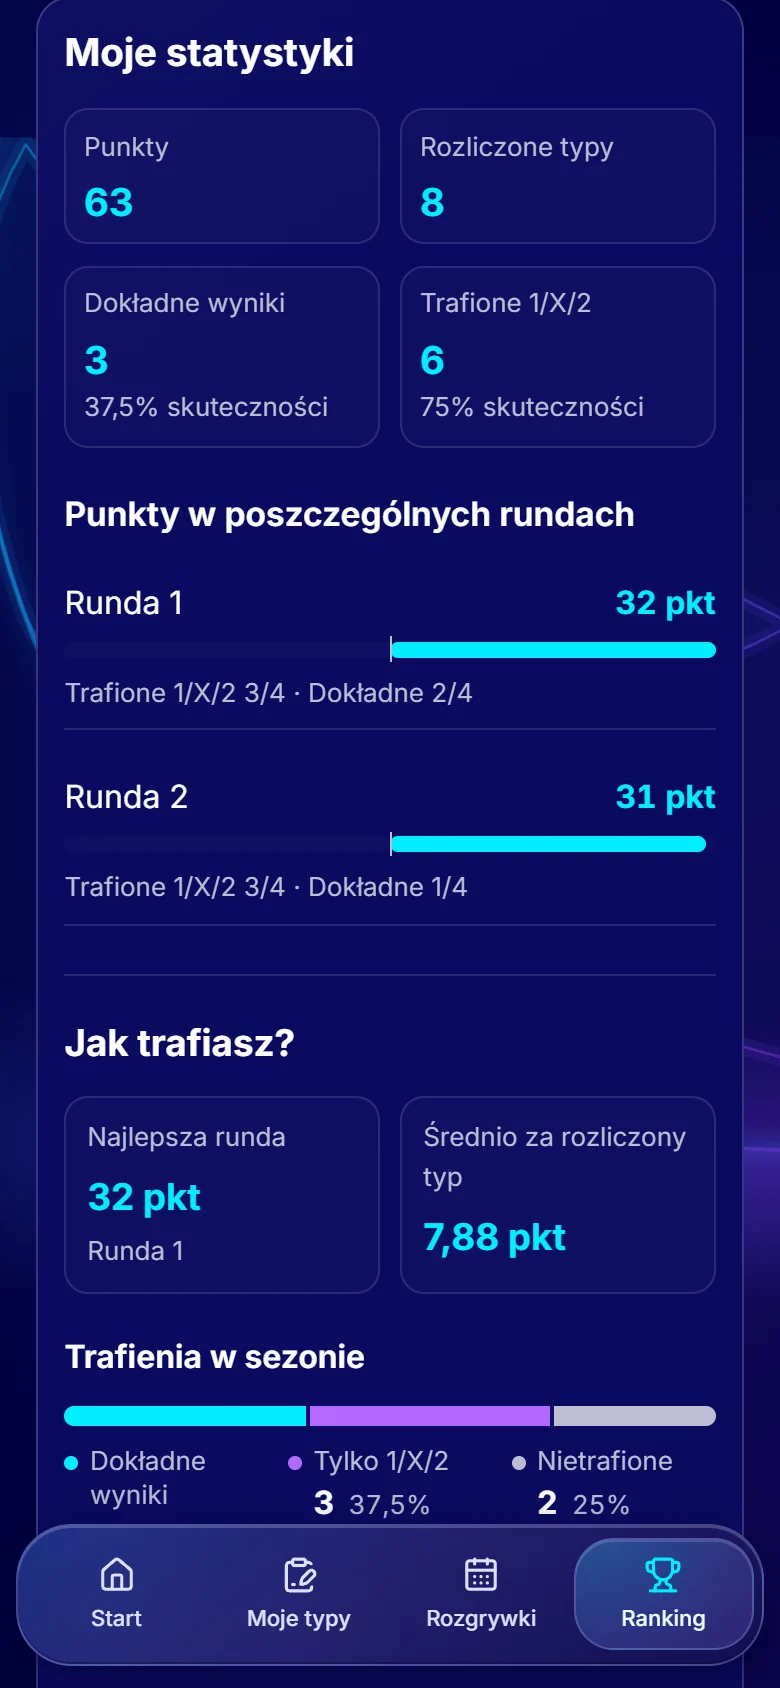 Moje statystyki
Punkty
63
Rozliczone typy
8
Dokładne wyniki
3
37,5% skuteczności
Trafione 1/X/2
6
75% skuteczności
Punkty w poszczególnych rundach
Runda 1
32 pkt
Trafione 1/X/2 3/4 · Dokładne 2/4
Runda 2
31 pkt
Trafione 1/X/2 3/4 · Dokładne 1/4
Jak trafiasz?
Najlepsza runda
32 pkt
Runda 1
Średnio za rozliczony
typ
7,88 pkt
Trafienia w sezonie
Dokładne
wyniki
Tylko 1/X/2
3 37,5%
Nietrafione
2 25%
Start
Moje typy
Rozgrywki
Ranking